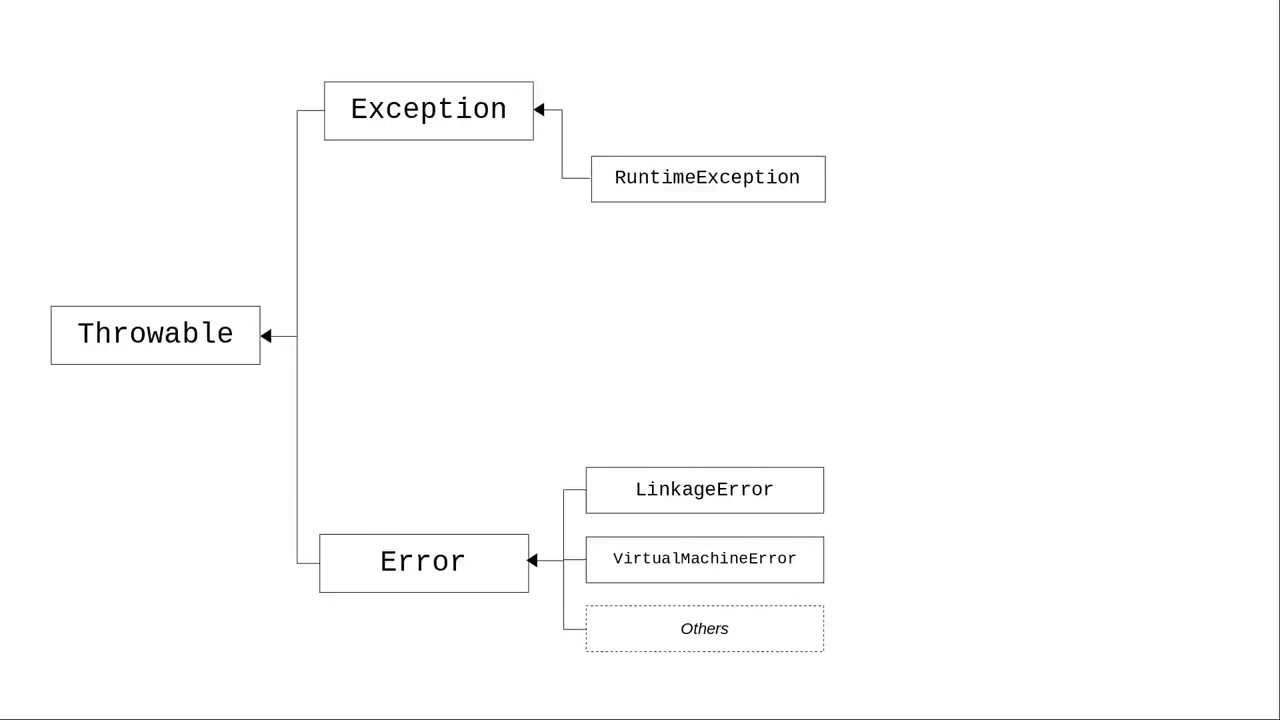 Exception
RuntimeException
Throwable
LinkageError
Error
VirtualMachineError
Others